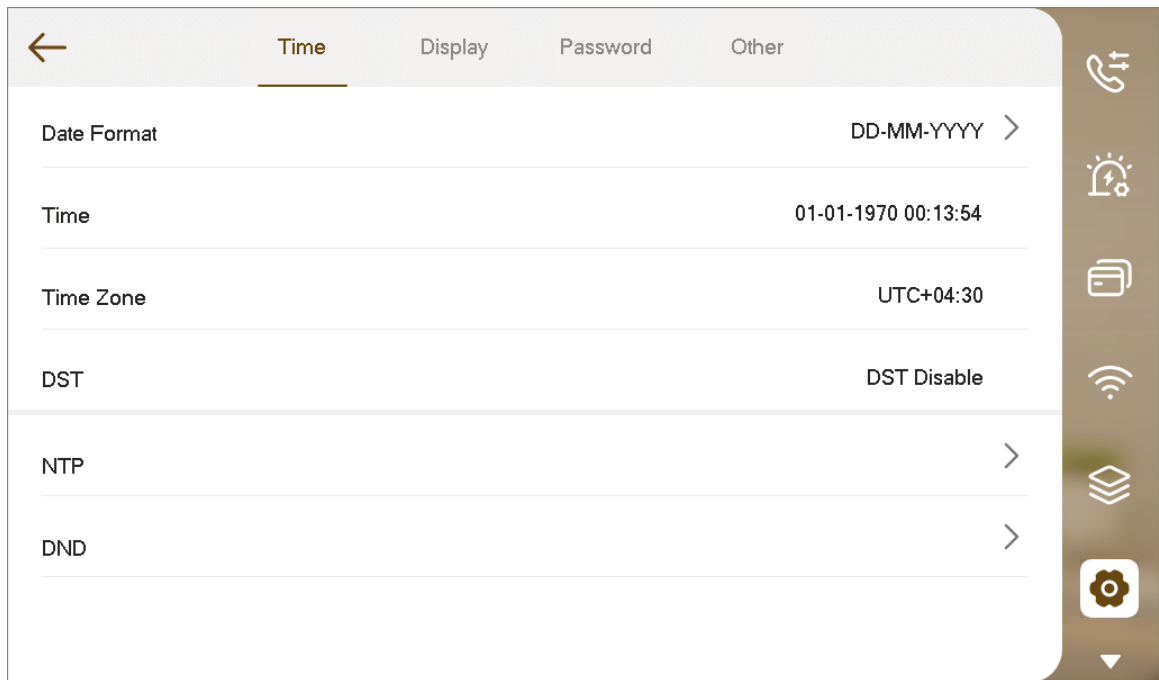 Time Display Password Other
Date Format DD-MM-YYYY
Time 01-01-1970 00:13:54
Time Zone UTC+04:30
DST DST Disable
NTP
DND